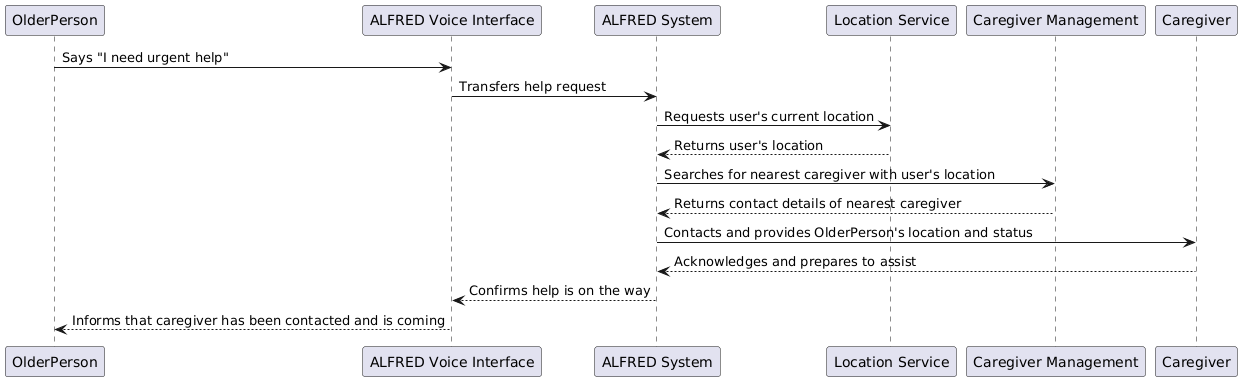 OlderPerson
ALFRED Voice Interface
ALFRED System
Location Service
Caregiver Management
Caregiver
Says "I need urgent help"
Transfers help request
Requests user's current location
Returns user's location
Searches for nearest caregiver with user's location
Returns contact details of nearest caregiver
Contacts and provides OlderPerson's location and status
Acknowledges and prepares to assist
Confirms help is on the way
Informs that caregiver has been contacted and is coming
OlderPerson
ALFRED Voice Interface
ALFRED System
Location Service
Caregiver Management
Caregiver